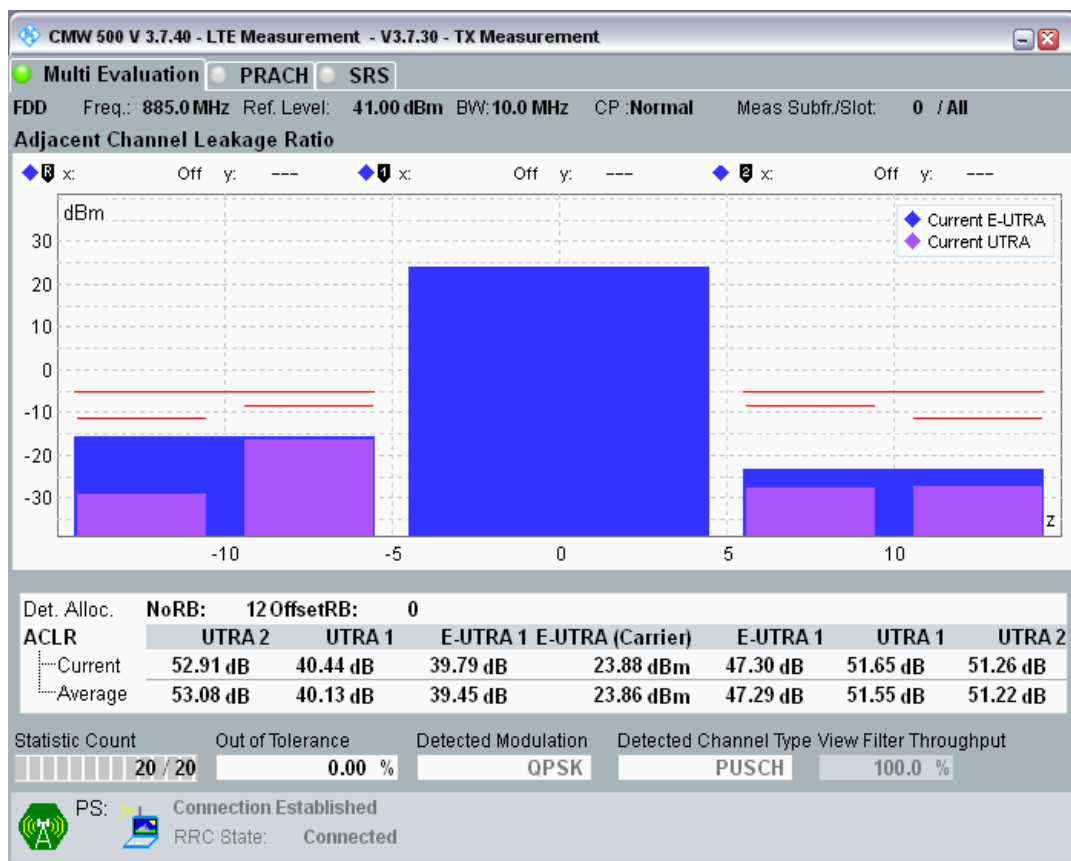 CMW 500 V 3.7.40 - LTE Measurement - V3.7.30 - TX Measurement
Multi Evaluation PRACH SRS
FDD Freq.: 885.0 MHz Ref. Level: 41.00 dBm BW: 10.0 MHz CP :Normal Meas Subfr./Slot: 0 / All
Adjacent Channel Leakage Ratio
R x: Off y: --- 1 x: Off y: --- 2 x: Off y: ---
dBm
Current E-UTRA
Current UTRA
30
20
10
0
-10
-20
-30
z
-10 -5 0 5 10
Det. Alloc. NoRB: 12 OffsetRB: 0
ACLR UTRA 2 UTRA 1 E-UTRA 1 E-UTRA (Carrier) E-UTRA 1 UTRA 1 UTRA 2
Current 52.91 dB 40.44 dB 39.79 dB 23.88 dBm 47.30 dB 51.65 dB 51.26 dB
Average 53.08 dB 40.13 dB 39.45 dB 23.86 dBm 47.29 dB 51.55 dB 51.22 dB
Statistic Count Out of Tolerance Detected Modulation Detected Channel Type View Filter Throughput
20 / 20 0.00 % QPSK PUSCH 100.0 %
PS: Connection Established
RRC State: Connected